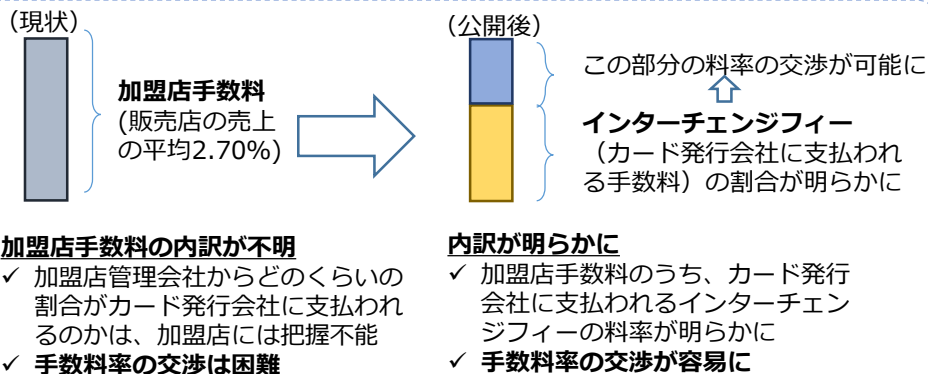 （現状）
加盟店手数料
(販売店の売上
の平均2.70%)
加盟店手数料の内訳が不明
✓ 加盟店管理会社からどのくらいの
割合がカード発行会社に支払われ
るのかは、加盟店には把握不能
✓ 手数料率の交渉は困難
（公開後）
この部分の料率の交渉が可能に
インターチェンジフィー
（カード発行会社に支払われ
る手数料）の割合が明らかに
内訳が明らかに
✓ 加盟店手数料のうち、カード発行
会社に支払われるインターチェン
ジフィーの料率が明らかに
✓ 手数料率の交渉が容易に